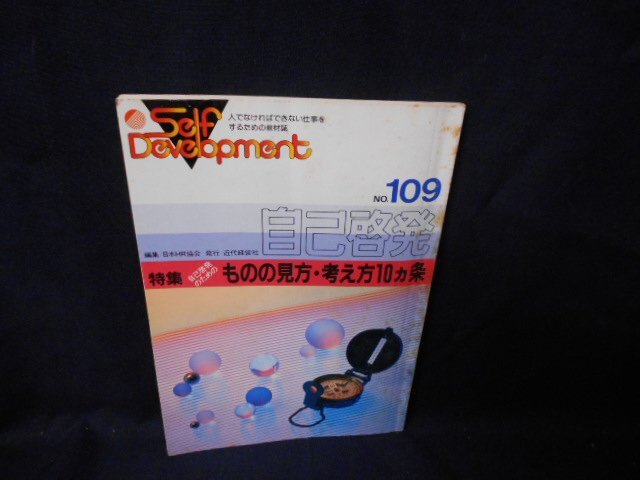 Self
Development
人でなければできない仕事を
するための教材誌
NO.109
自己啓発
編集 日本HR協会 発行 近代経営社
特集 自己啓発のための ものの見方・考え方10ヵ条